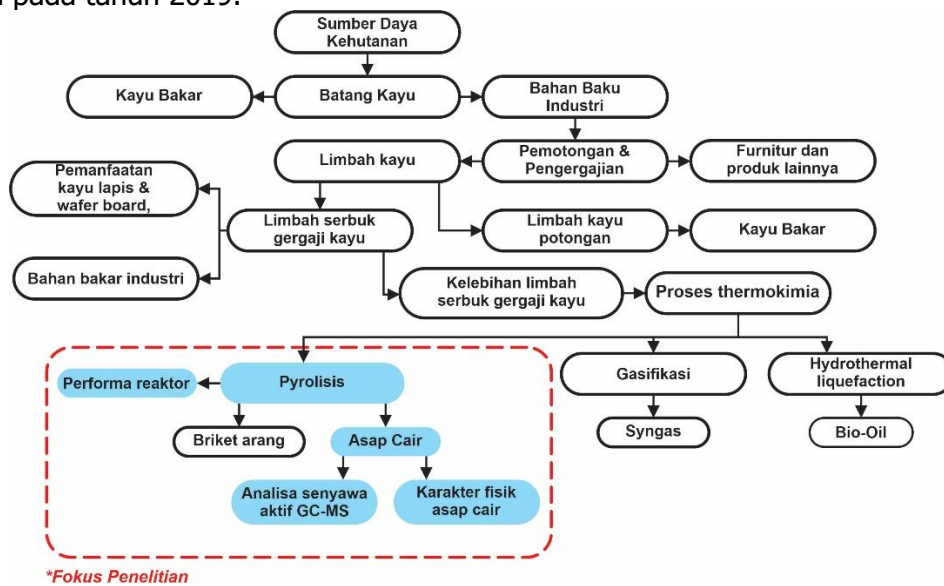 pada tahun 2019.
Sumber Daya
Kehutanan
Kayu Bakar
Batang Kayu
Bahan Baku
Industri
Limbah kayu
Pemotongan &
Pengergajian
Furnitur dan
produk lainnya
Pemanfaatan
kayu lapis &
wafer board,
Limbah serbuk
gergaji kayu
Limbah kayu
potongan
Kayu Bakar
Bahan bakar industri
Kelebihan limbah
serbuk gergaji kayu
Proses thermokimia
Performa reaktor
Pyrolisis
Gasifikasi
Hydrothermal
liquefaction
Briket arang
Asap Cair
Syngas
Bio-Oil
Analisa senyawa
aktif GC-MS
Karakter fisik
asap cair
*Fokus Penelitian